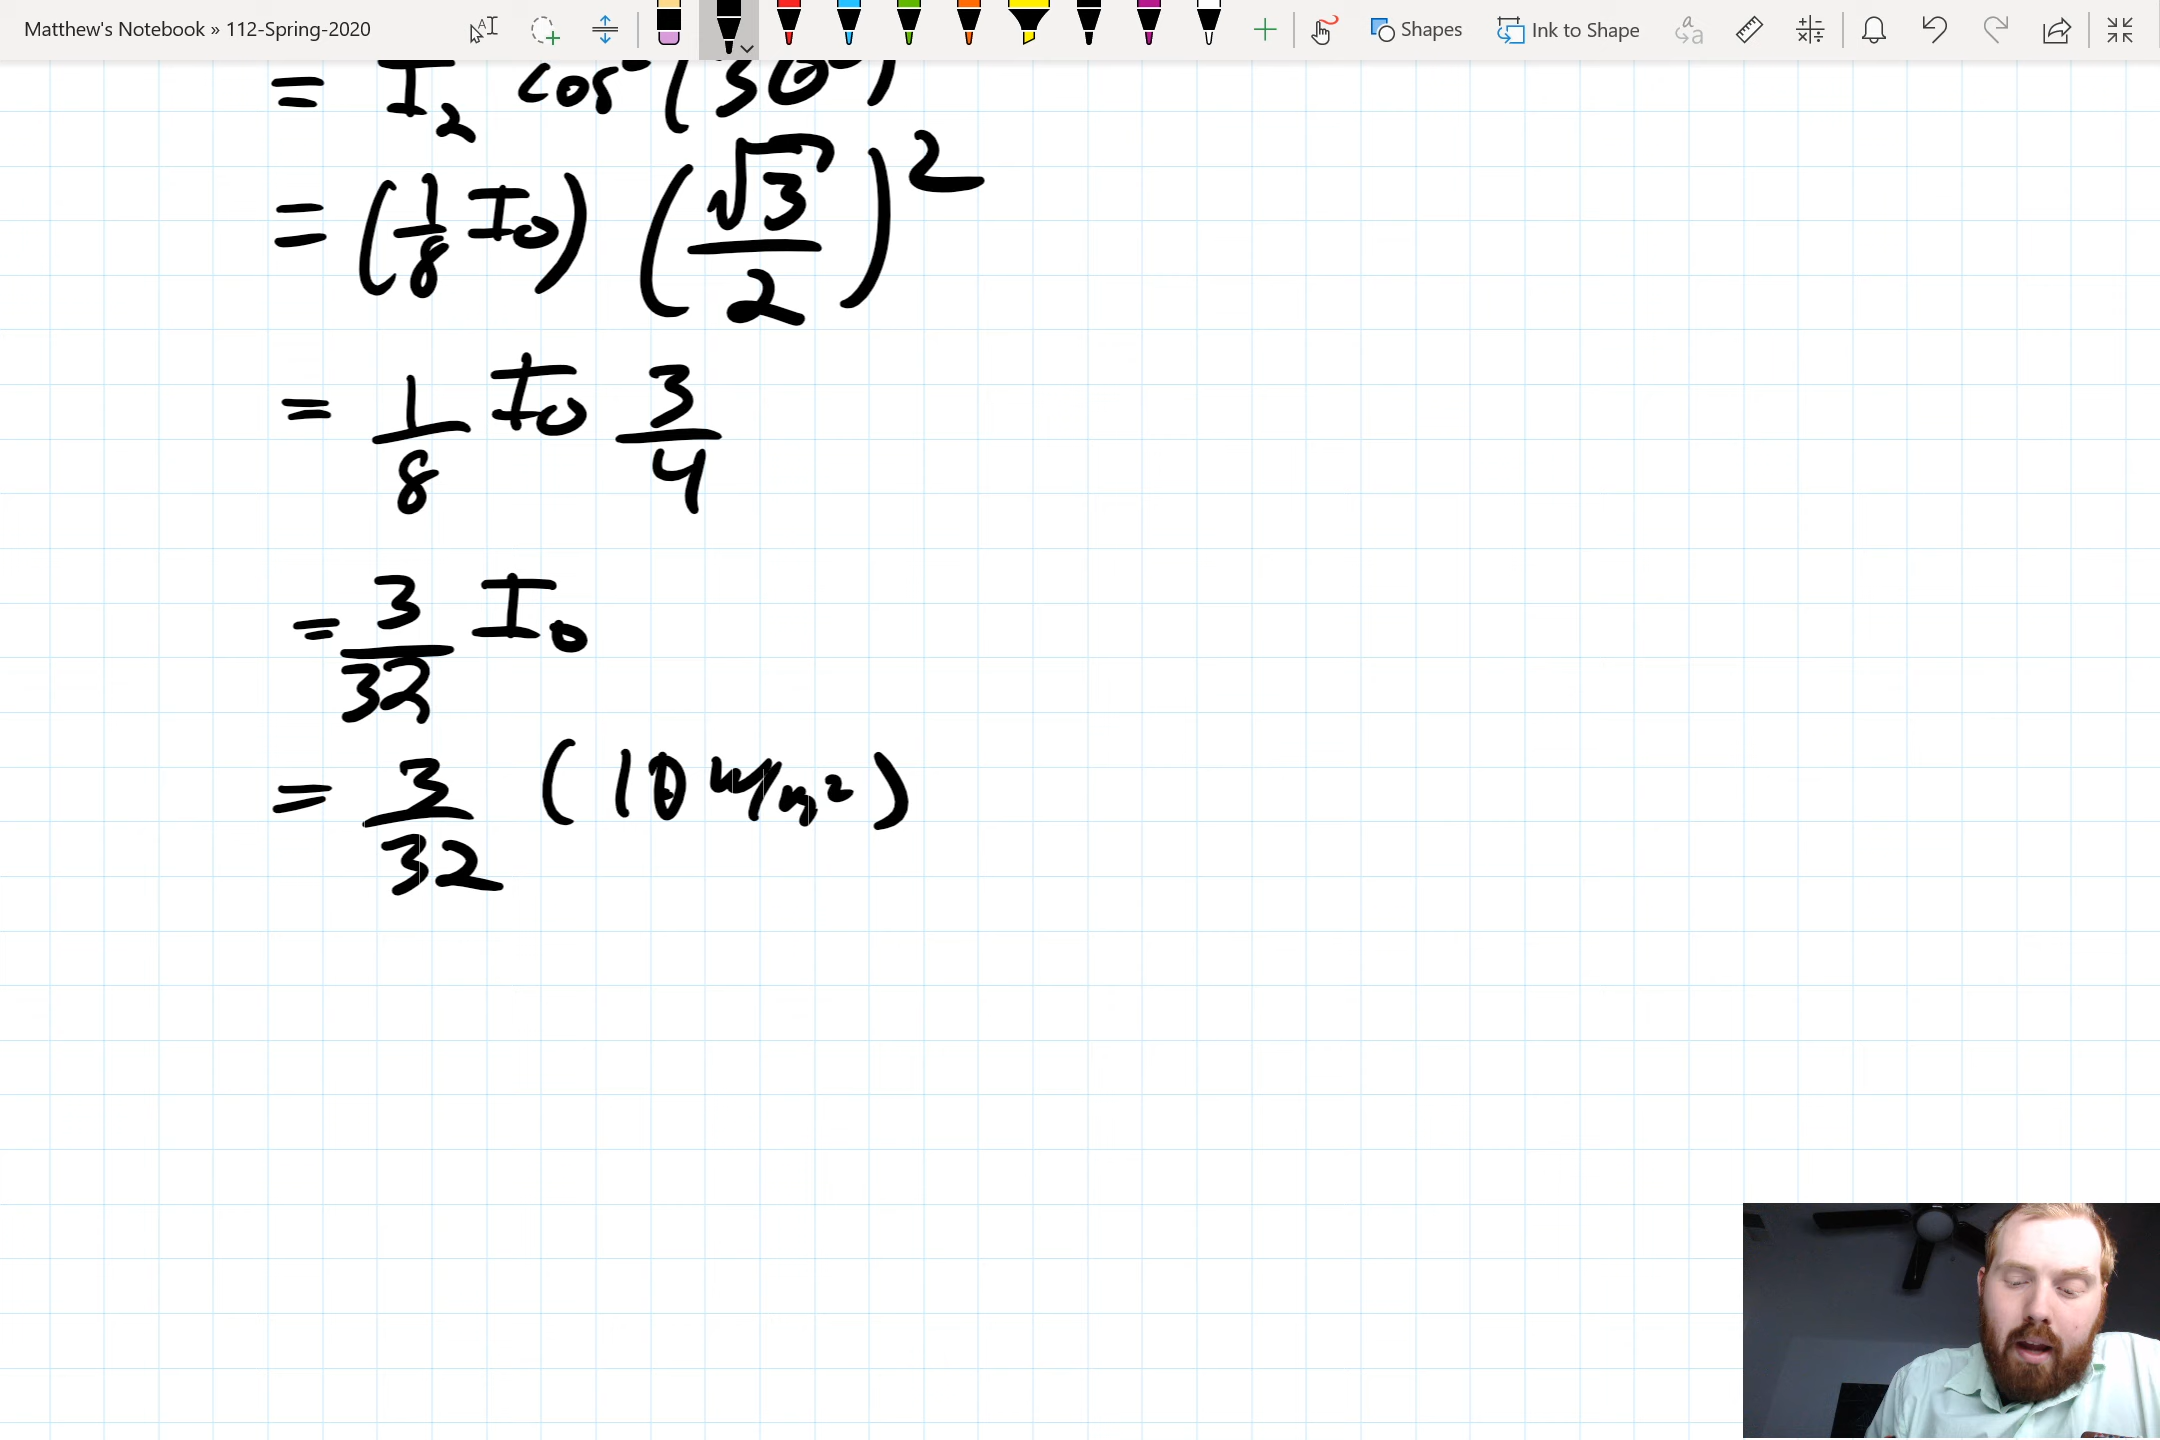 Matthew's Notebook » 112-Spring-2020
Shapes
Ink to Shape
= I₂ cos²(30°)
= (1/8 I₀) (√3/2)²
= 1/8 I₀ 3/4
= 3/32 I₀
= 3/32 (10 W/m²)